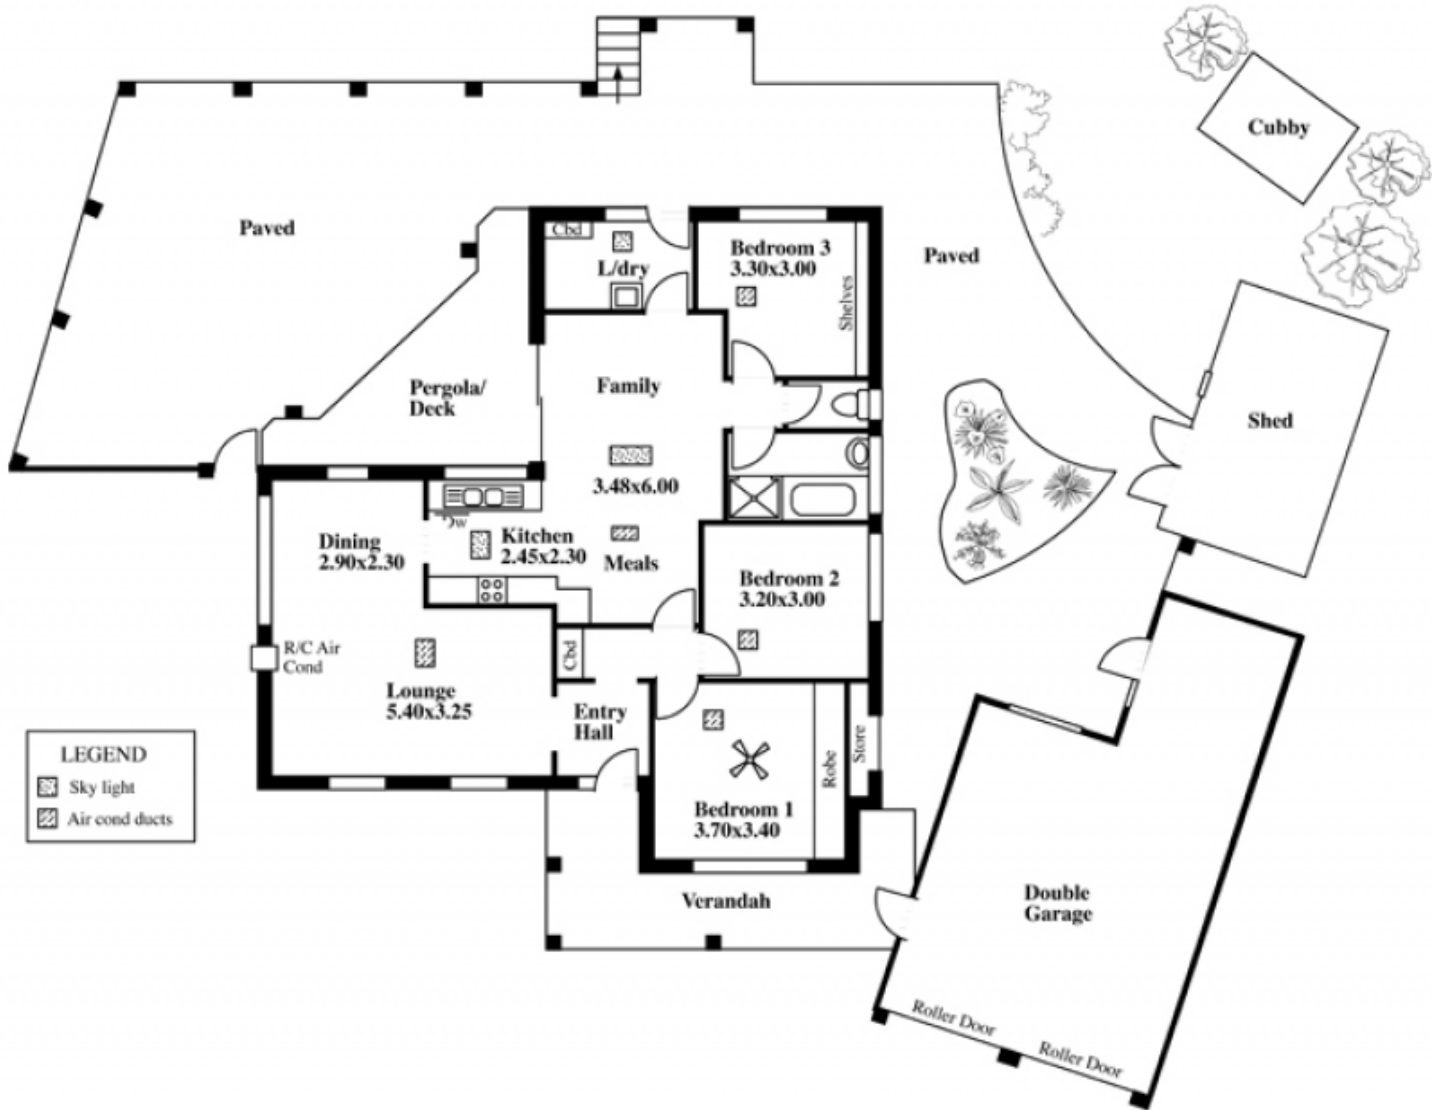 Cubby
Paved
Cbd
L/dry
Bedroom 3
3.30x3.00
Shelves
Paved
Pergola/
Deck
Family
3.48x6.00
Shed
Dining
2.90x2.30
Kitchen
2.45x2.30
Meals
Bedroom 2
3.20x3.00
R/C Air
Cond
Cbd
Lounge
5.40x3.25
Entry
Hall
Store
Robe
Bedroom 1
3.70x3.40
LEGEND
Sky light
Air cond ducts
Verandah
Double
Garage
Roller Door
Roller Door